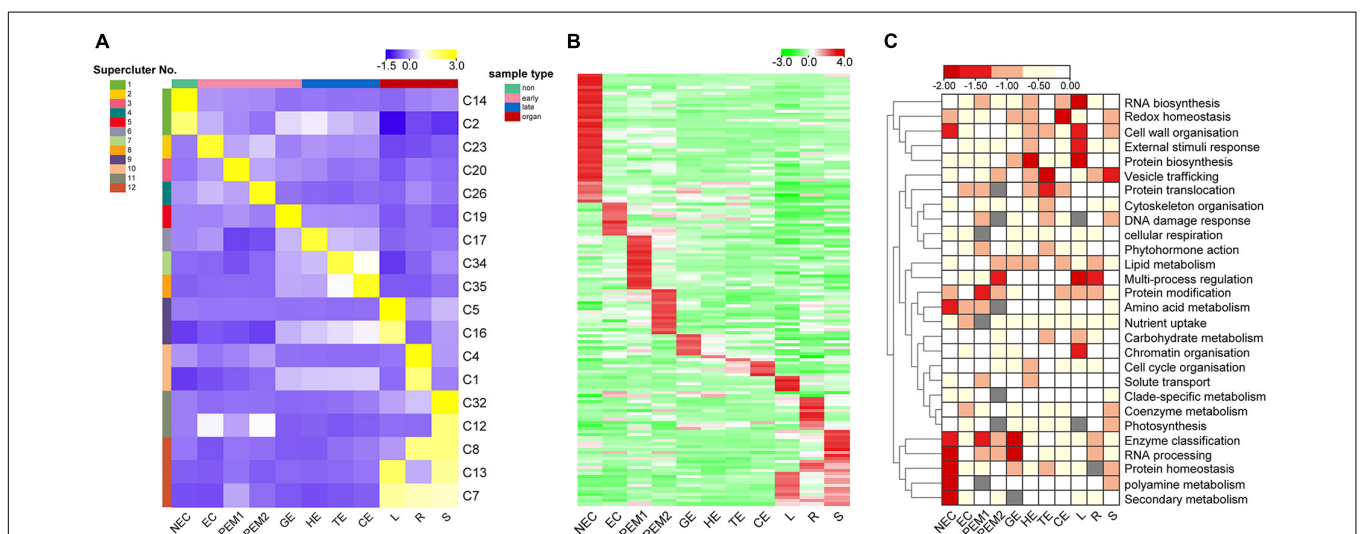 A
B
C
Supercluter No.
1
2
3
4
5
6
7
8
9
10
11
12
-1.5 0.0 3.0
sample type
non
early
late
organ
C14
C2
C23
C20
C26
C19
C17
C34
C35
C5
C16
C4
C1
C32
C12
C8
C13
C7
NEC EC PEM1 PEM2 GE HE TE CE L R S
-3.0 0.0 4.0
NEC EC PEM1 PEM2 GE HE TE CE L R S
-2.00 -1.50 -1.00 -0.50 0.00
RNA biosynthesis
Redox homeostasis
Cell wall organisation
External stimuli response
Protein biosynthesis
Vesicle trafficking
Protein translocation
Cytoskeleton organisation
DNA damage response
cellular respiration
Phytohormone action
Lipid metabolism
Multi-process regulation
Protein modification
Amino acid metabolism
Nutrient uptake
Carbohydrate metabolism
Chromatin organisation
Cell cycle organisation
Solute transport
Clade-specific metabolism
Coenzyme metabolism
Photosynthesis
Enzyme classification
RNA processing
Protein homeostasis
polyamine metabolism
Secondary metabolism
NEC EC PEM1 PEM2 GE HE TE CE L R S